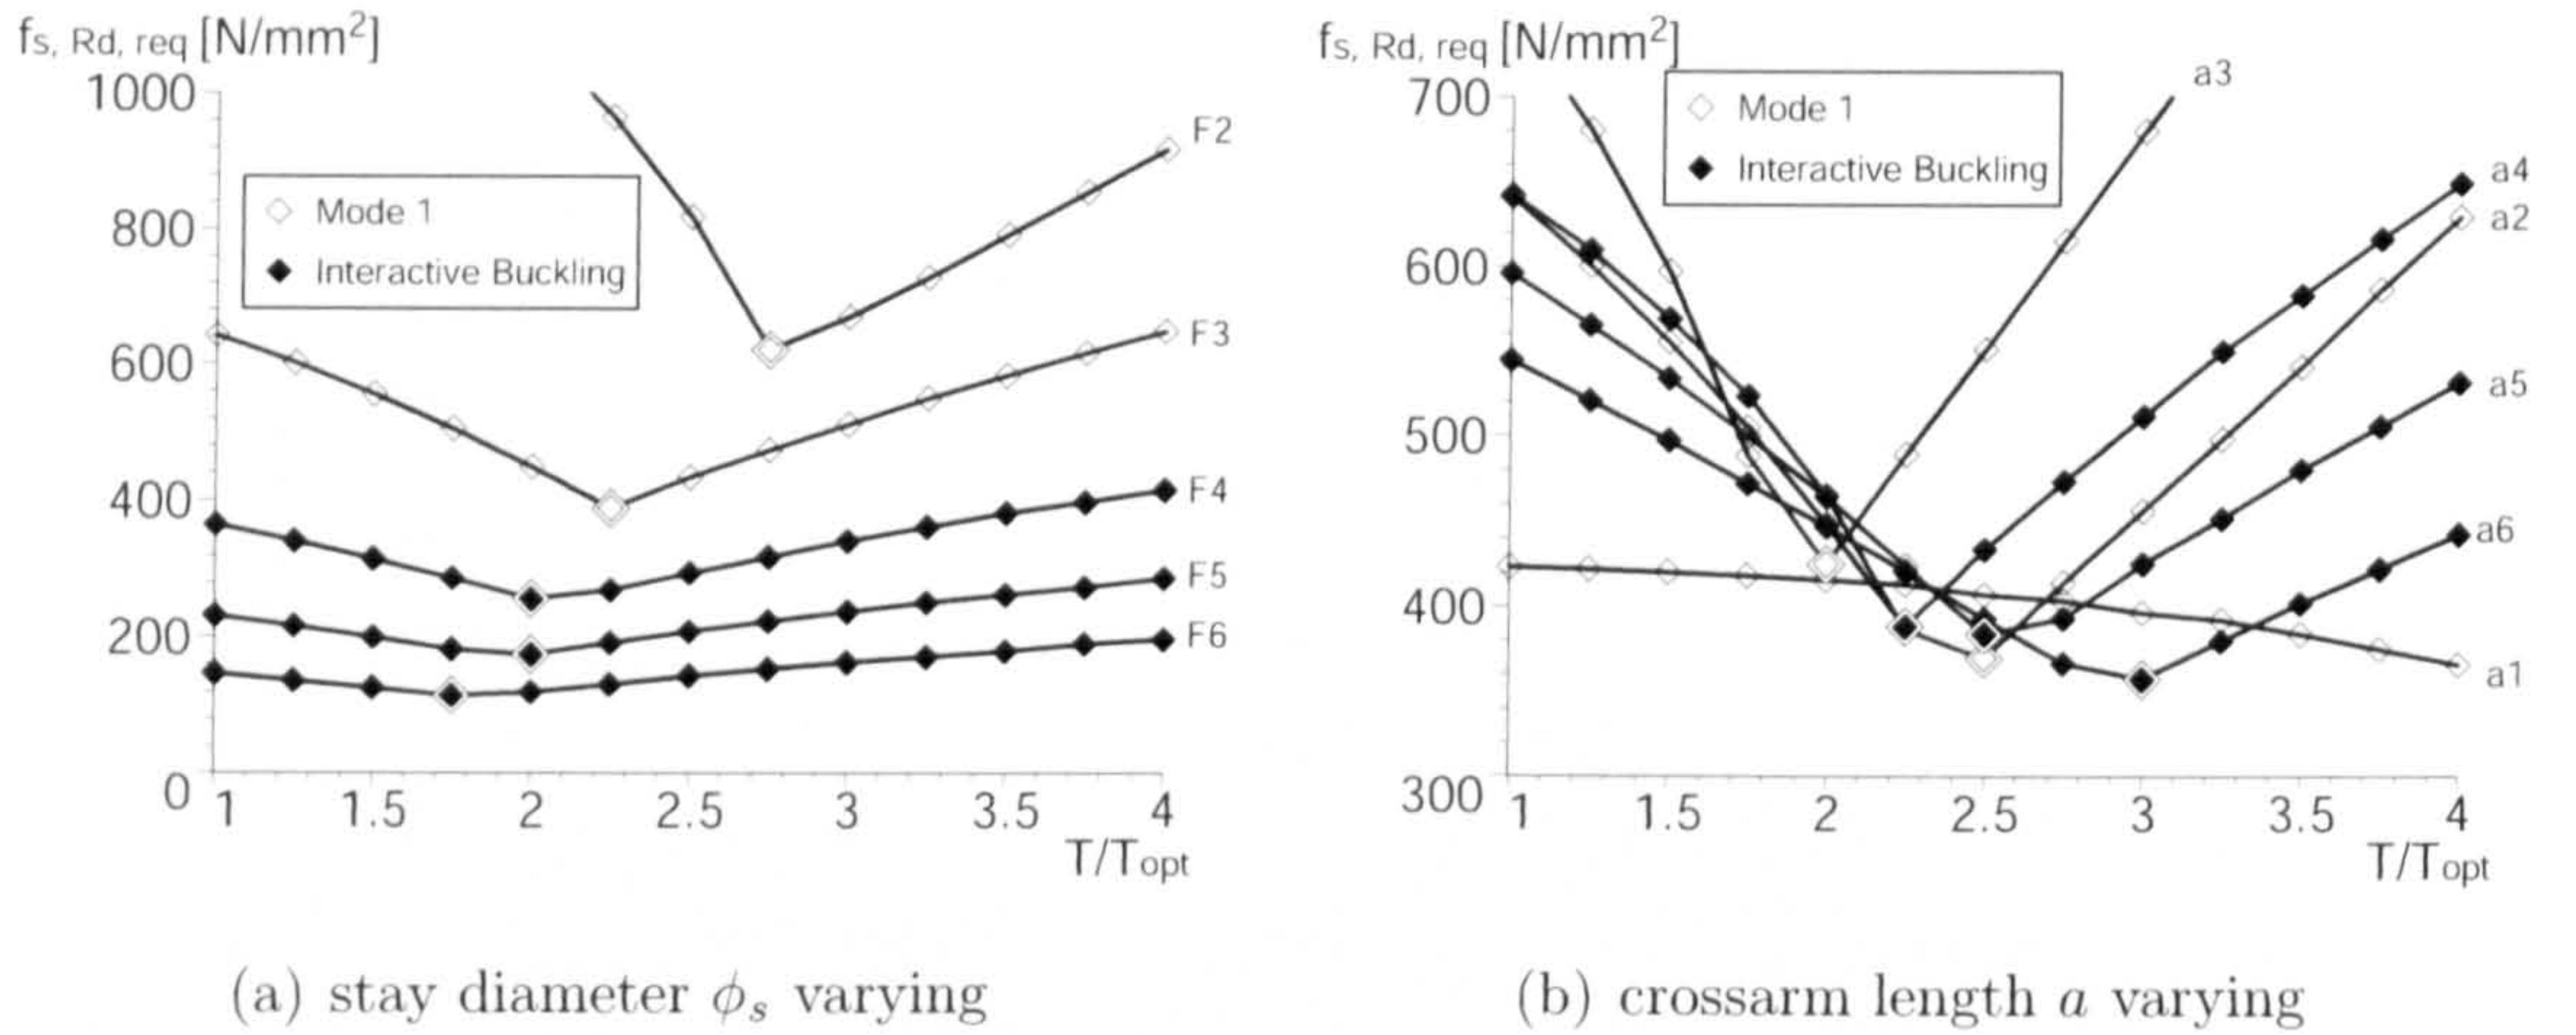 fs, Rd, req [N/mm²]
1000
800
600
400
200
0
1 1.5 2 2.5 3 3.5 4
T/Topt
Mode 1
Interactive Buckling
F2
F3
F4
F5
F6
(a) stay diameter ϕs varying
fs, Rd, req [N/mm²]
700
600
500
400
300
1 1.5 2 2.5 3 3.5 4
T/Topt
Mode 1
Interactive Buckling
a3
a4
a2
a5
a6
a1
(b) crossarm length a varying